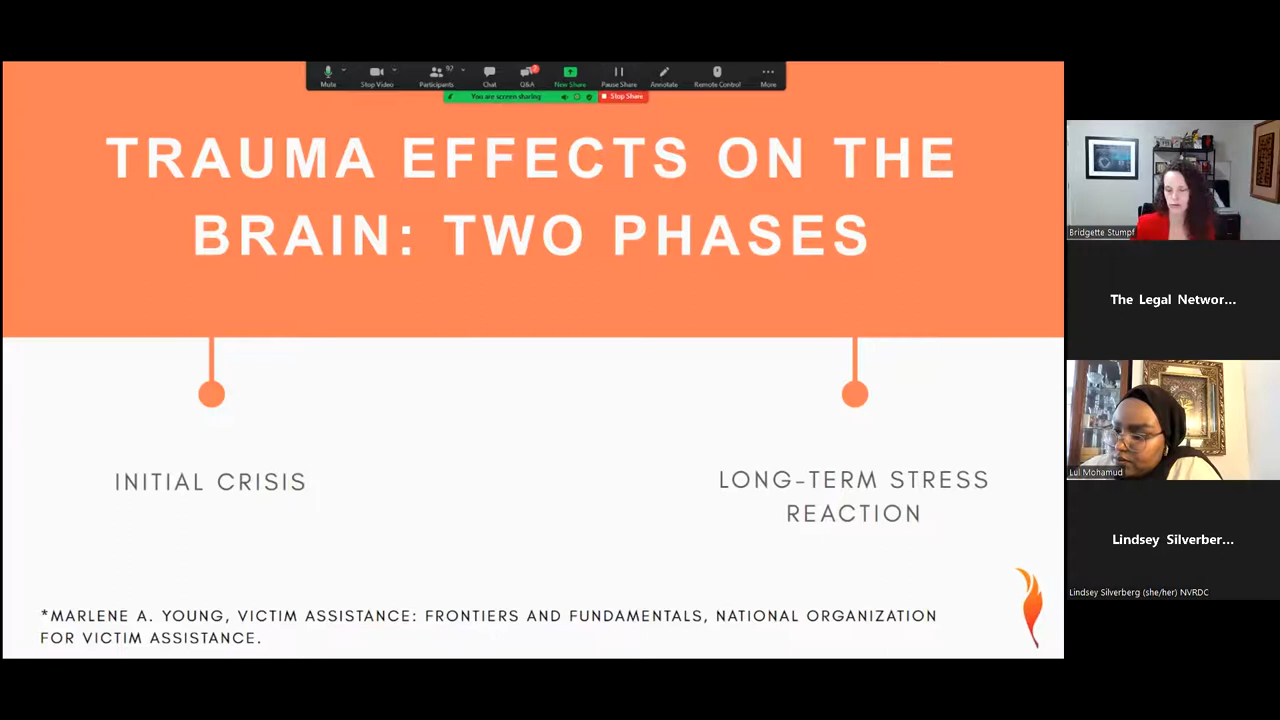 Mute
Stop Video
Participants
97
Chat
Q&A
2
New Share
Pause Share
Annotate
Remote Control
More
You are screen sharing
Stop Share
TRAUMA EFFECTS ON THE
BRAIN: TWO PHASES
INITIAL CRISIS
LONG-TERM STRESS
REACTION
*MARLENE A. YOUNG, VICTIM ASSISTANCE: FRONTIERS AND FUNDAMENTALS, NATIONAL ORGANIZATION
FOR VICTIM ASSISTANCE.
Bridgette Stumpf
The Legal Networ...
Lul Mohamud
Lindsey Silverber...
Lindsey Silverberg (she/her) NVRDC